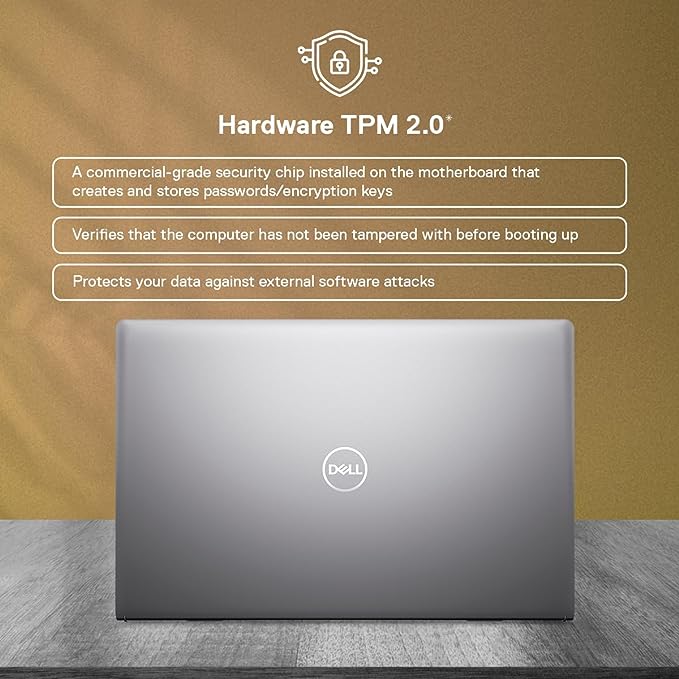 Hardware TPM 2.0*
A commercial-grade security chip installed on the motherboard that
creates and stores passwords/encryption keys
Verifies that the computer has not been tampered with before booting up
Protects your data against external software attacks
DELL